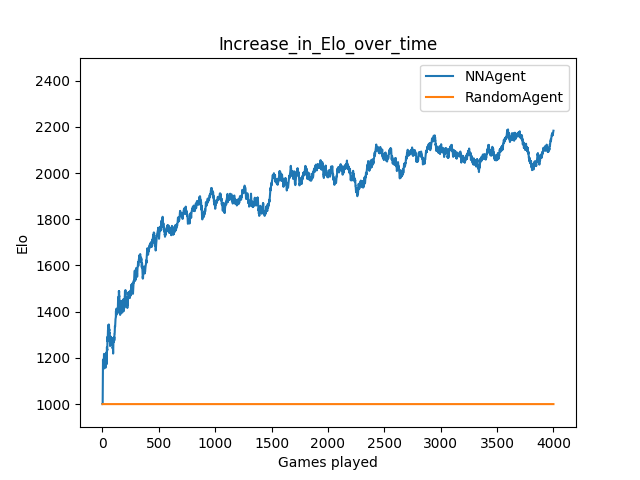 Increase_in_Elo_over_time
NNAgent
RandomAgent
2400
2200
2000
1800
1600
1400
1200
1000
Elo
0 500 1000 1500 2000 2500 3000 3500 4000
Games played